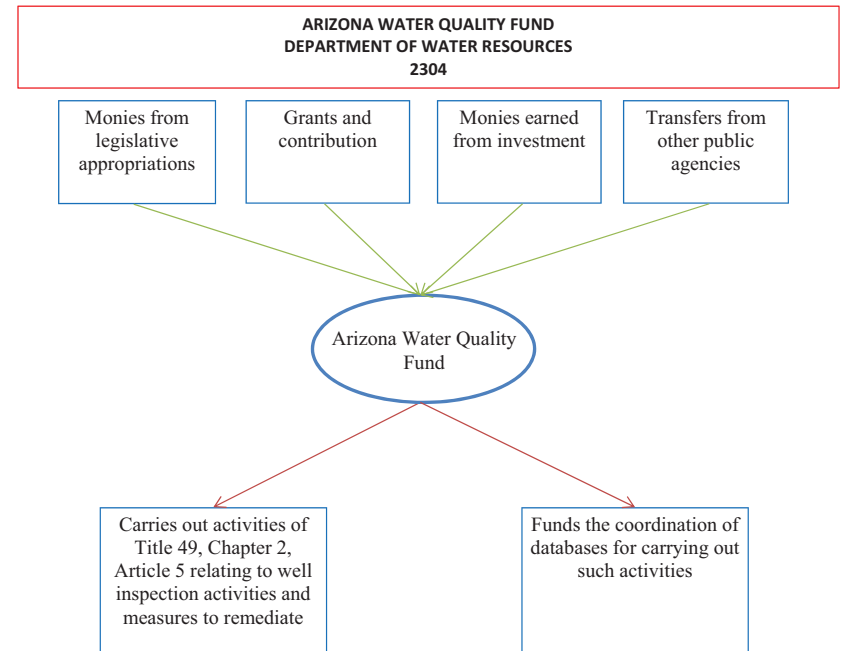 ARIZONA WATER QUALITY FUND
DEPARTMENT OF WATER RESOURCES
2304
Monies from
legislative
appropriations
Grants and
contribution
Monies earned
from investment
Transfers from
other public
agencies
Arizona Water Quality
Fund
Carries out activities of
Title 49, Chapter 2,
Article 5 relating to well
inspection activities and
measures to remediate
Funds the coordination of
databases for carrying out
such activities